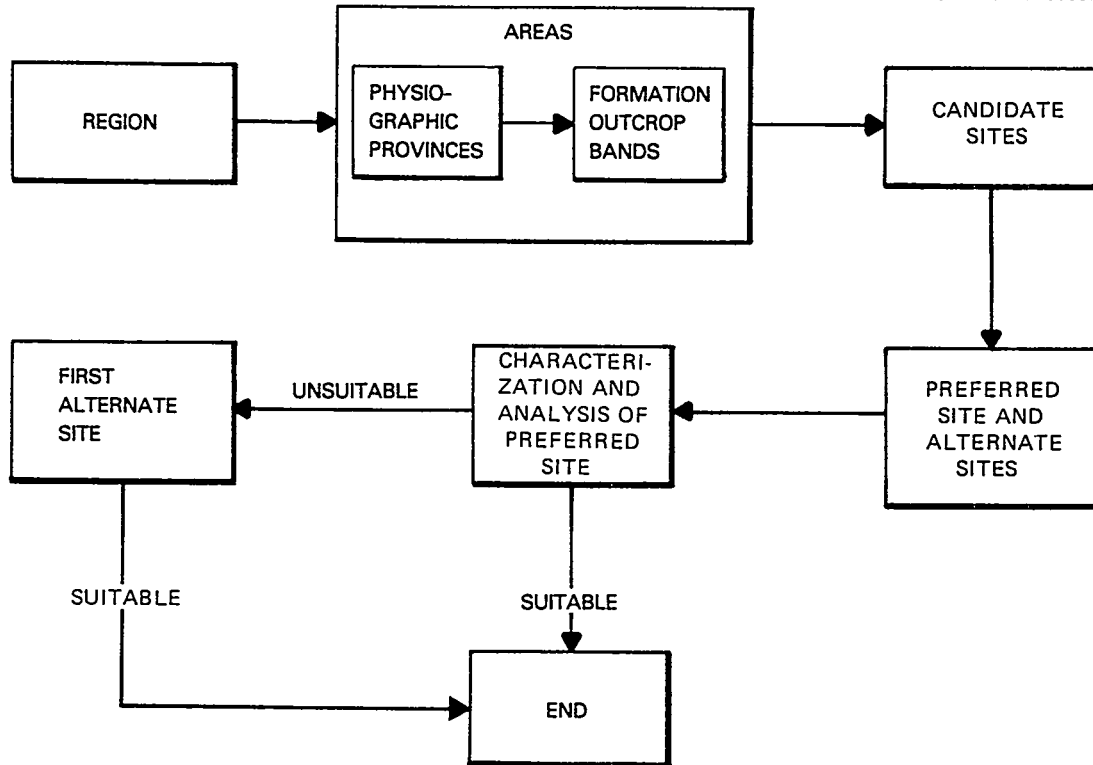 AREAS
REGION
PHYSIO-
GRAPHIC
PROVINCES
FORMATION
OUTCROP
BANDS
CANDIDATE
SITES
FIRST
ALTERNATE
SITE
UNSUITABLE
CHARACTERI-
ZATION AND
ANALYSIS OF
PREFERRED
SITE
PREFERRED
SITE AND
ALTERNATE
SITES
SUITABLE
SUITABLE
END